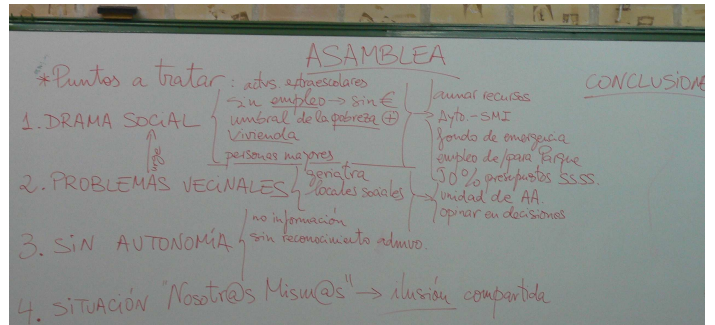 ASAMBLEA
*Puntos a tratar: actvs. extraescolares
CONCLUSIONE
sin empleo → sin €
aunar recursos
1. DRAMA SOCIAL
umbral de la pobreza ⊕
→ Ayto.-SMI
vivienda
fondo de emergencia
personas mayores
empleo de/para Parque
urge
geriatra
50% presupuestos SS.SS.
2. PROBLEMAS VECINALES
locales sociales
→ unidad de AA.
opinar en decisiones
no información
3. SIN AUTONOMÍA
sin reconocimiento admvo.
4. SITUACIÓN "Nosotr@s Mism@s" → ilusión compartida